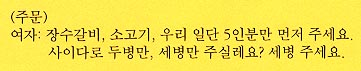 (주문)
여자: 장수갈비, 소고기, 우리 일단 5인분만 먼저 주세요.
사이다로 두병만, 세병만 주실레요? 세병 주세요.